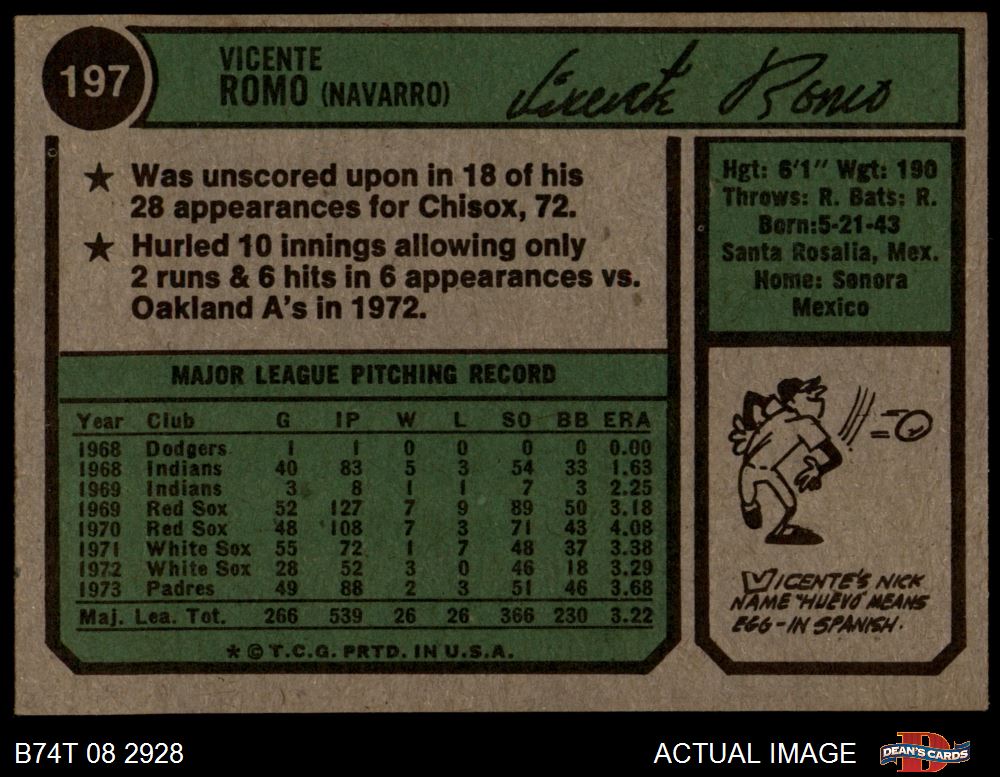 197
VICENTE
ROMO (NAVARRO)
Vicente Romo
★ Was unscored upon in 18 of his
28 appearances for Chisox, 72.
★ Hurled 10 innings allowing only
2 runs & 6 hits in 6 appearances vs.
Oakland A's in 1972.
Hgt: 6'1" Wgt: 190
Throws: R. Bats: R.
Born:5-21-43
Santa Rosalia, Mex.
Home: Sonora
Mexico
MAJOR LEAGUE PITCHING RECORD
Year Club G IP W L SO BB ERA
1968 Dodgers 1 1 0 0 0 0 0.00
1968 Indians 40 83 5 3 54 33 1.63
1969 Indians 3 8 1 1 7 3 2.25
1969 Red Sox 52 127 7 9 89 50 3.18
1970 Red Sox 48 108 7 3 71 43 4.08
1971 White Sox 55 72 1 7 48 37 3.38
1972 White Sox 28 52 3 0 46 18 3.29
1973 Padres 49 88 2 3 51 46 3.68
Maj. Lea. Tot. 266 539 26 26 366 230 3.22
* © T.C.G. PRTD. IN U.S.A.
VICENTE'S NICK
NAME "HUEVO" MEANS
EGG-IN SPANISH.
B74T 08 2928
ACTUAL IMAGE
DEAN'S CARDS